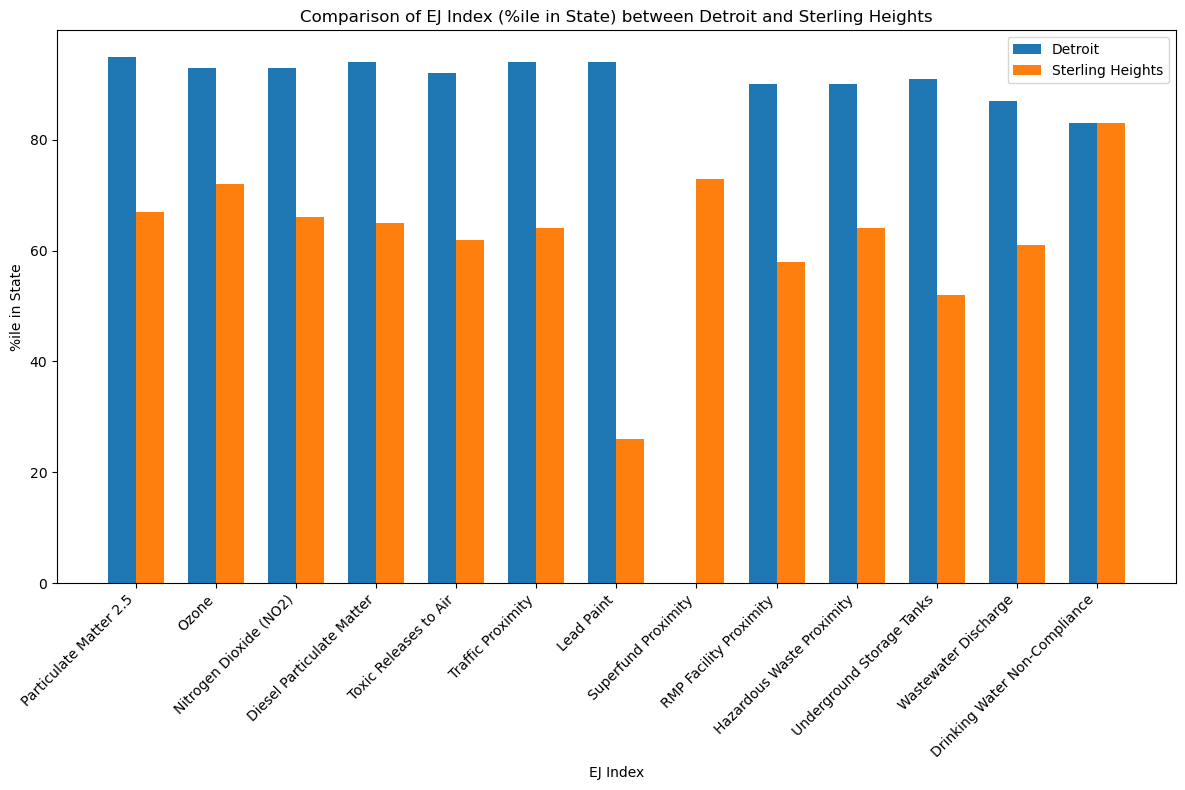 Comparison of EJ Index (%ile in State) between Detroit and Sterling Heights
Detroit
Sterling Heights
%ile in State
80
60
40
20
0
Particulate Matter 2.5
Ozone
Nitrogen Dioxide (NO2)
Diesel Particulate Matter
Toxic Releases to Air
Traffic Proximity
Lead Paint
Superfund Proximity
RMP Facility Proximity
Hazardous Waste Proximity
Underground Storage Tanks
Wastewater Discharge
Drinking Water Non-Compliance
EJ Index